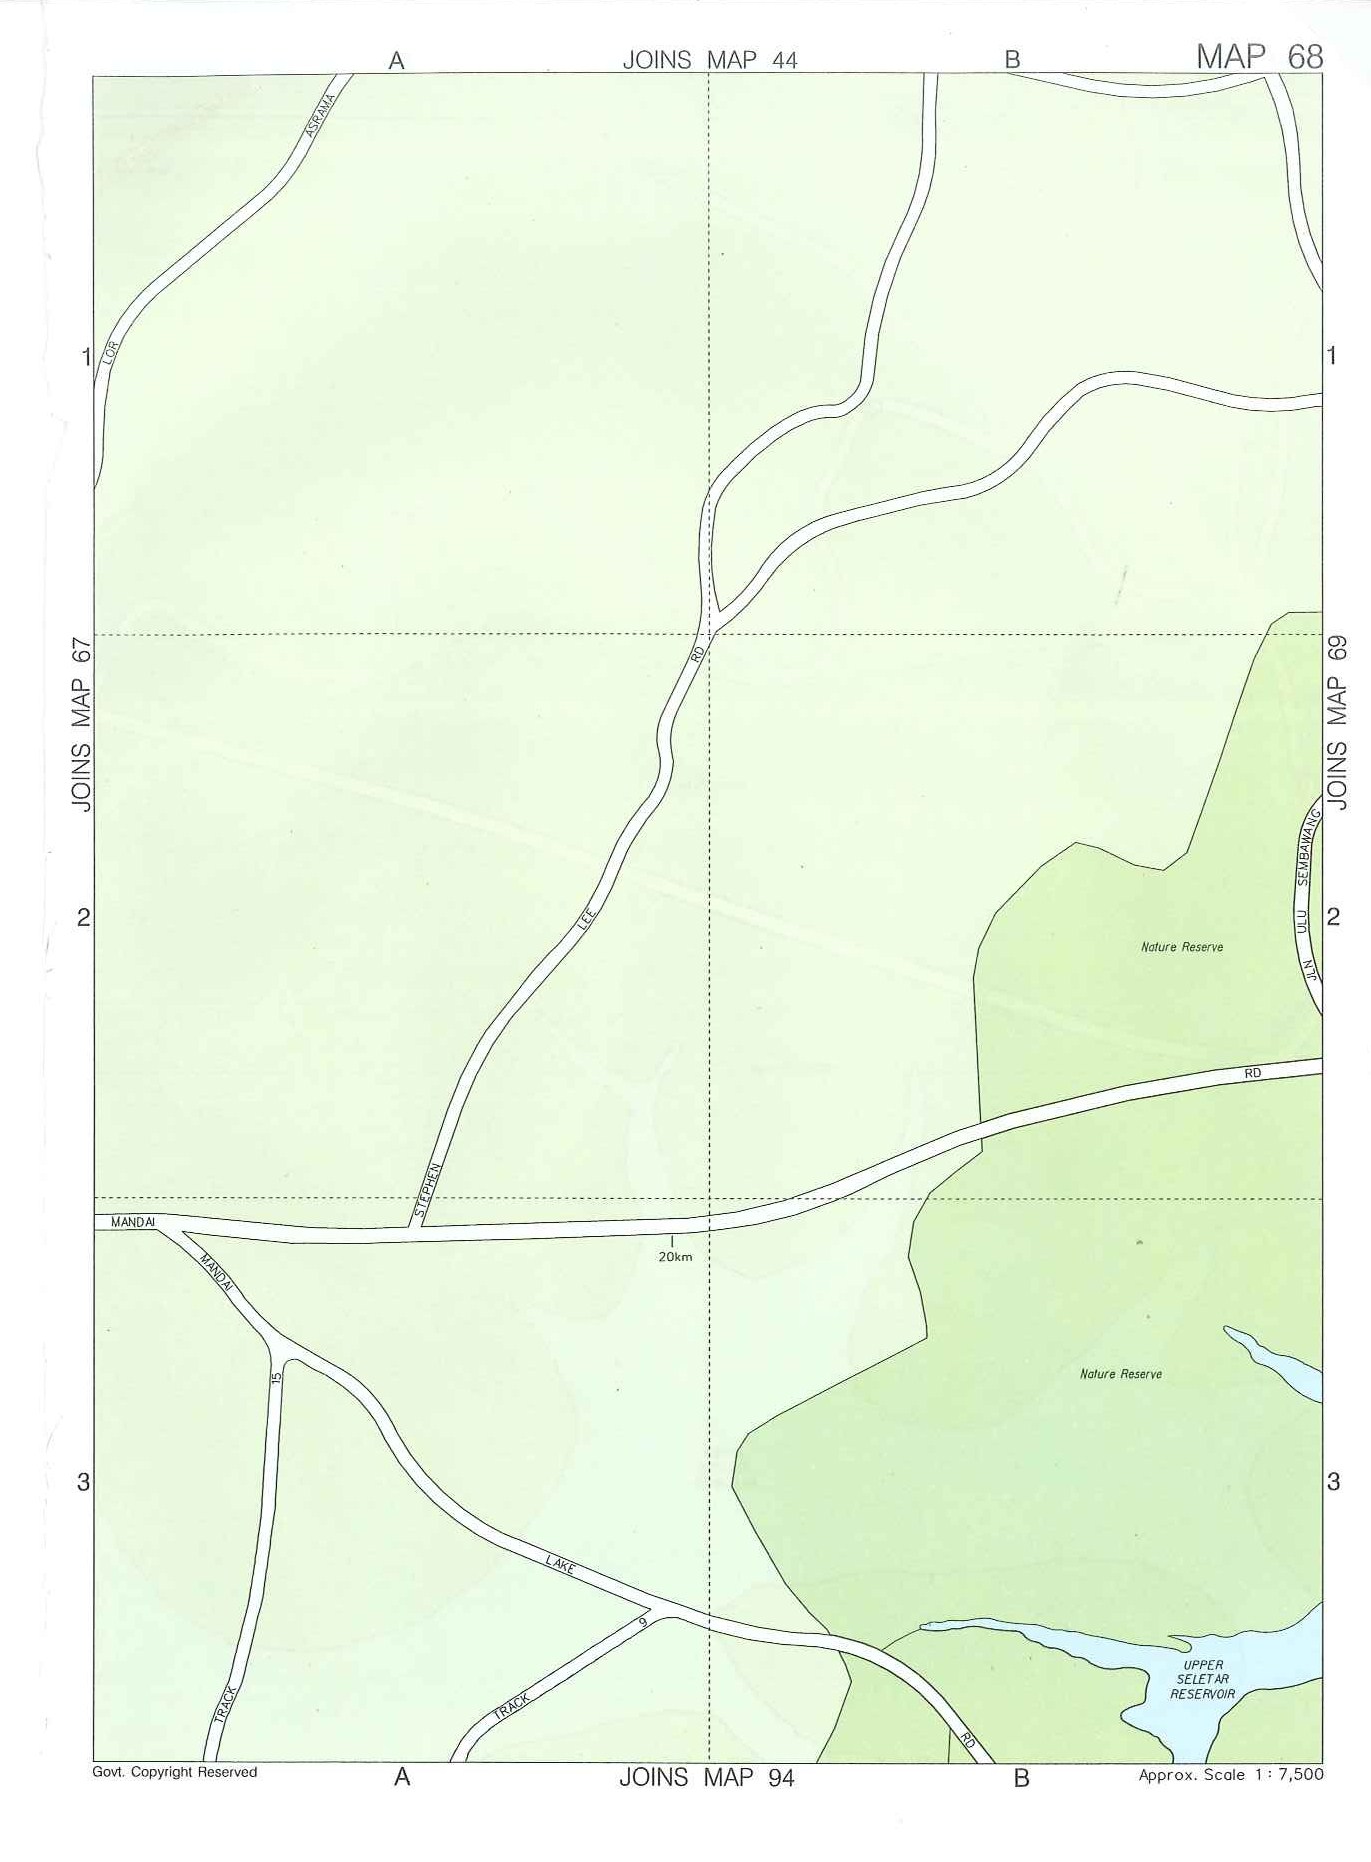 A JOINS MAP 44 B MAP 68
ASRAMA
LOR
1 1
RD
JOINS MAP 67
JOINS MAP 69
SEMBAWANG
ULU
JLN
LEE
2 2
Nature Reserve
RD
STEPHEN
MANDAI
20km
MANDAI
15
Nature Reserve
3 3
LAKE
9
UPPER
SELETAR
RESERVOIR
TRACK
TRACK
RD
Govt. Copyright Reserved A JOINS MAP 94 B Approx. Scale 1 : 7,500